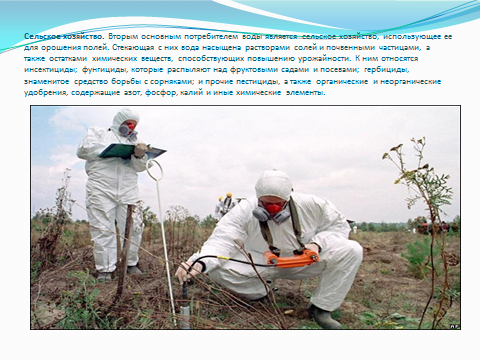 Сельское хозяйство. Вторым основным потребителем воды является сельское хозяйство, использующее ее
для орошения полей. Стекающая с них вода насыщена растворами солей и почвенными частицами, а
также остатками химических веществ, способствующих повышению урожайности. К ним относятся
инсектициды; фунгициды, которые распыляют над фруктовыми садами и посевами; гербициды,
знаменитое средство борьбы с сорняками; и прочие пестициды, а также органические и неорганические
удобрения, содержащие азот, фосфор, калий и иные химические элементы.